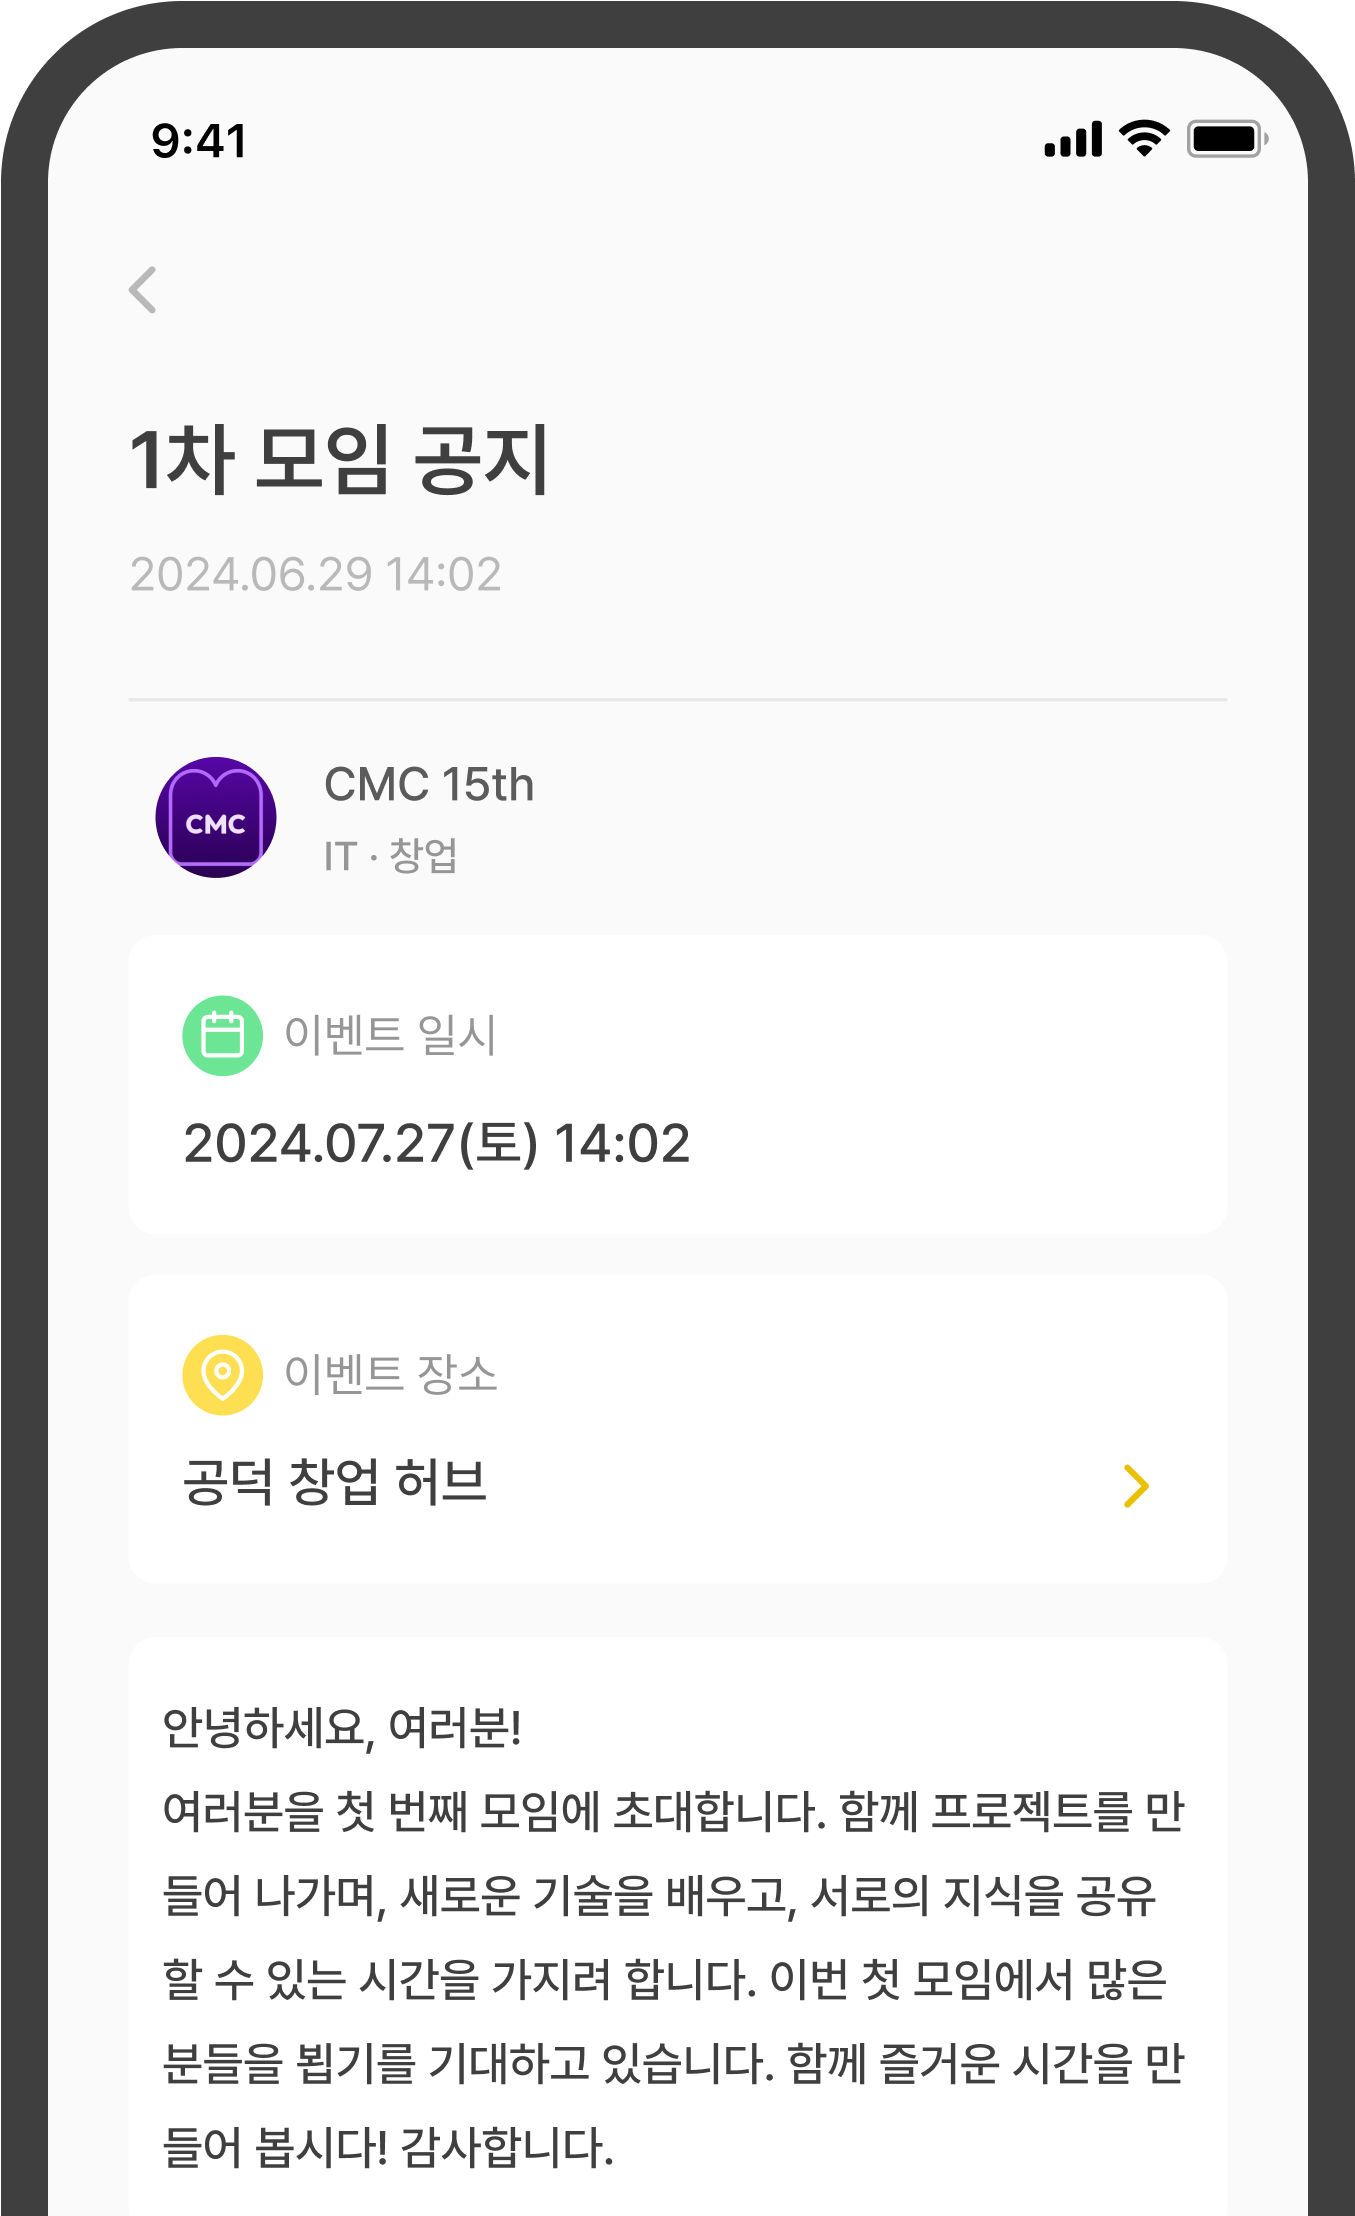 9:41
1차 모임 공지
2024.06.29 14:02
CMC
CMC 15th
IT · 창업
이벤트 일시
2024.07.27(토) 14:02
이벤트 장소
공덕 창업 허브
안녕하세요, 여러분!
여러분을 첫 번째 모임에 초대합니다. 함께 프로젝트를 만
들어 나가며, 새로운 기술을 배우고, 서로의 지식을 공유
할 수 있는 시간을 가지려 합니다. 이번 첫 모임에서 많은
분들을 뵙기를 기대하고 있습니다. 함께 즐거운 시간을 만
들어 봅시다! 감사합니다.